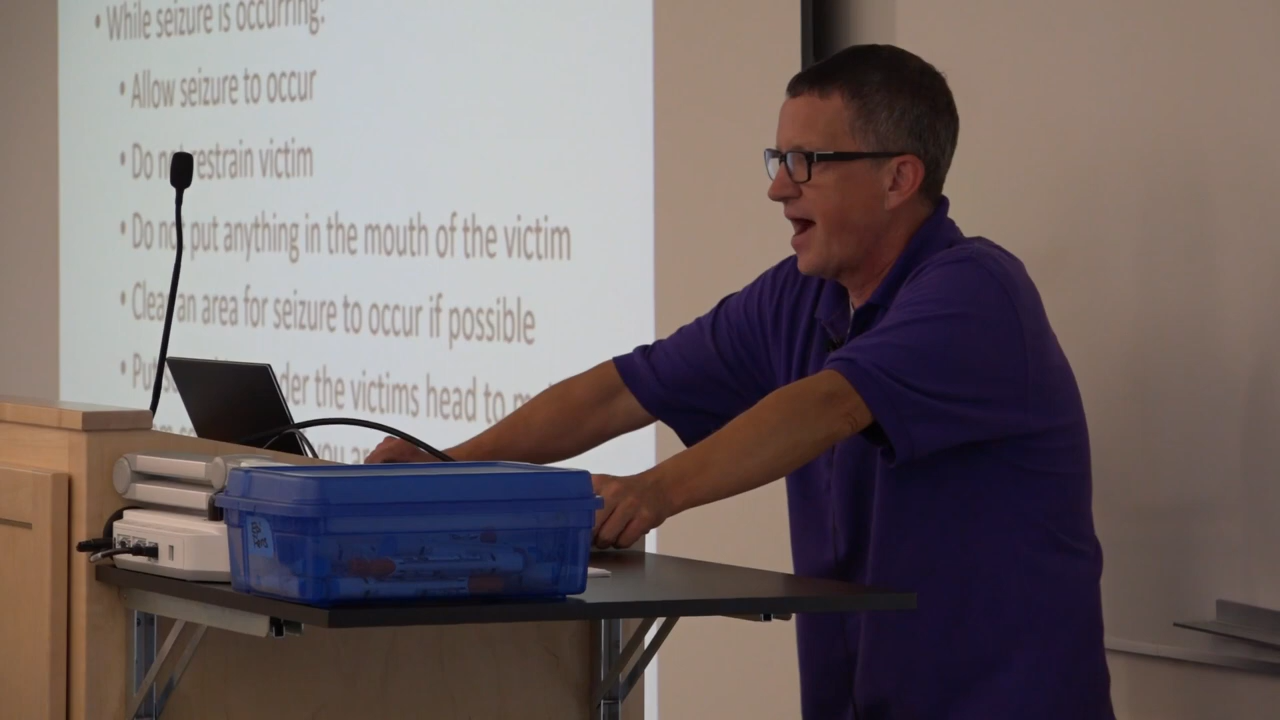 • While seizure is occurring:
• Allow seizure to occur
• Do not restrain victim
• Do not put anything in the mouth of the victim
• Clear an area for seizure to occur if possible
• Put under the victims head to
you